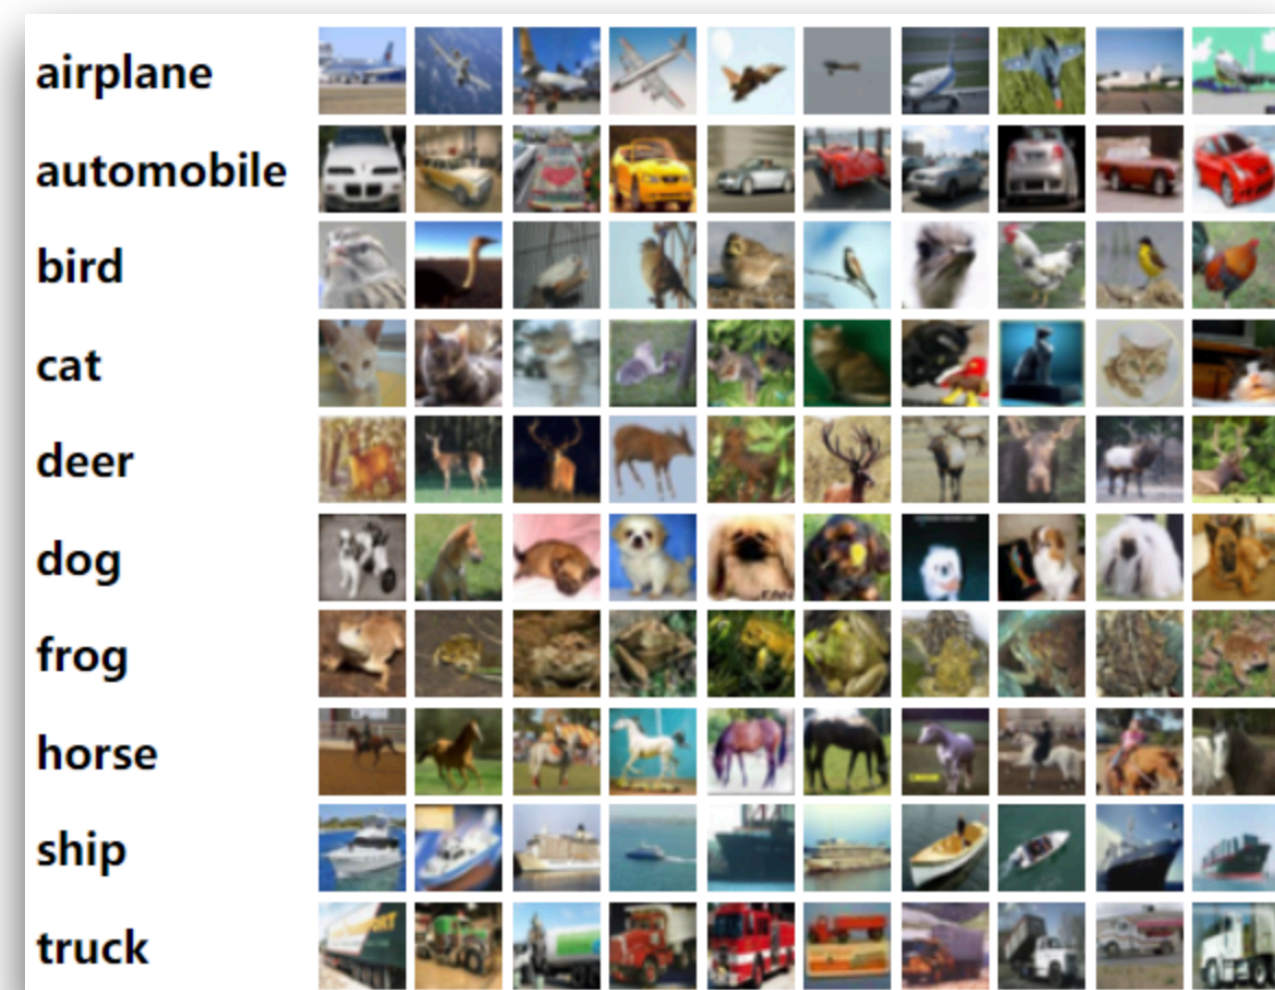 airplane
automobile
bird
cat
deer
dog
frog
horse
ship
truck